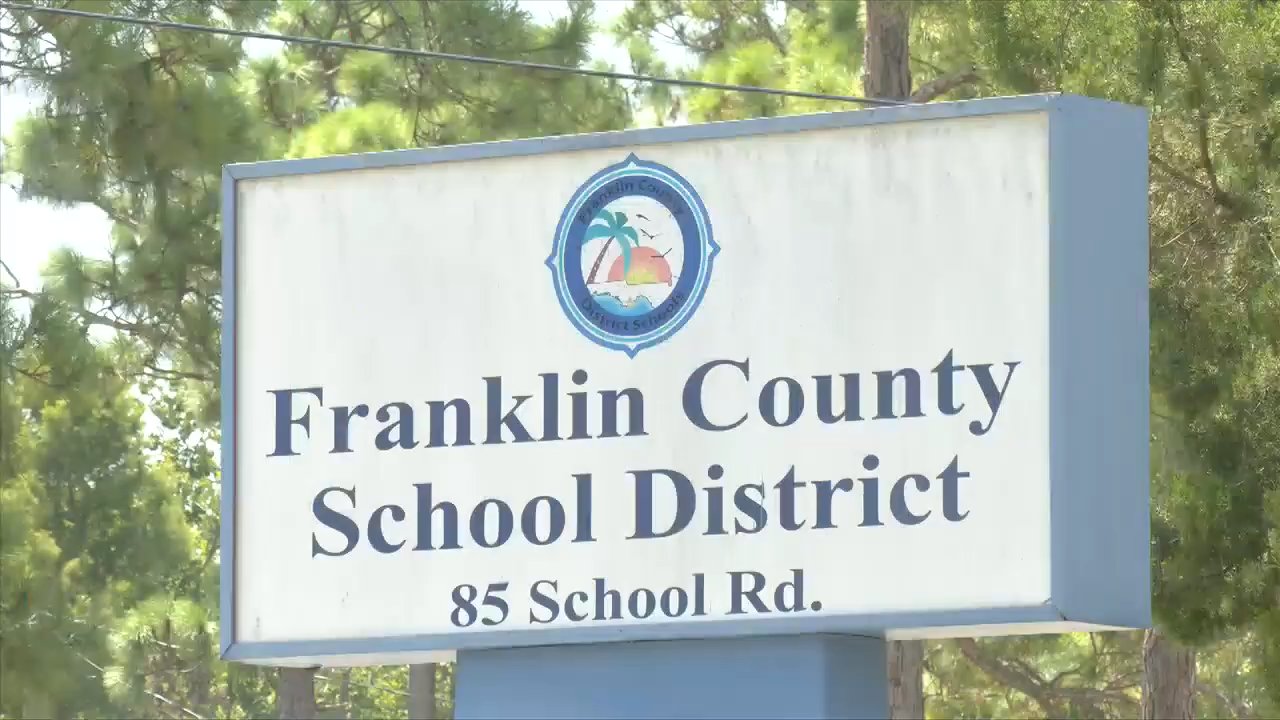 Franklin County
District Schools
Franklin County
School District
85 School Rd.